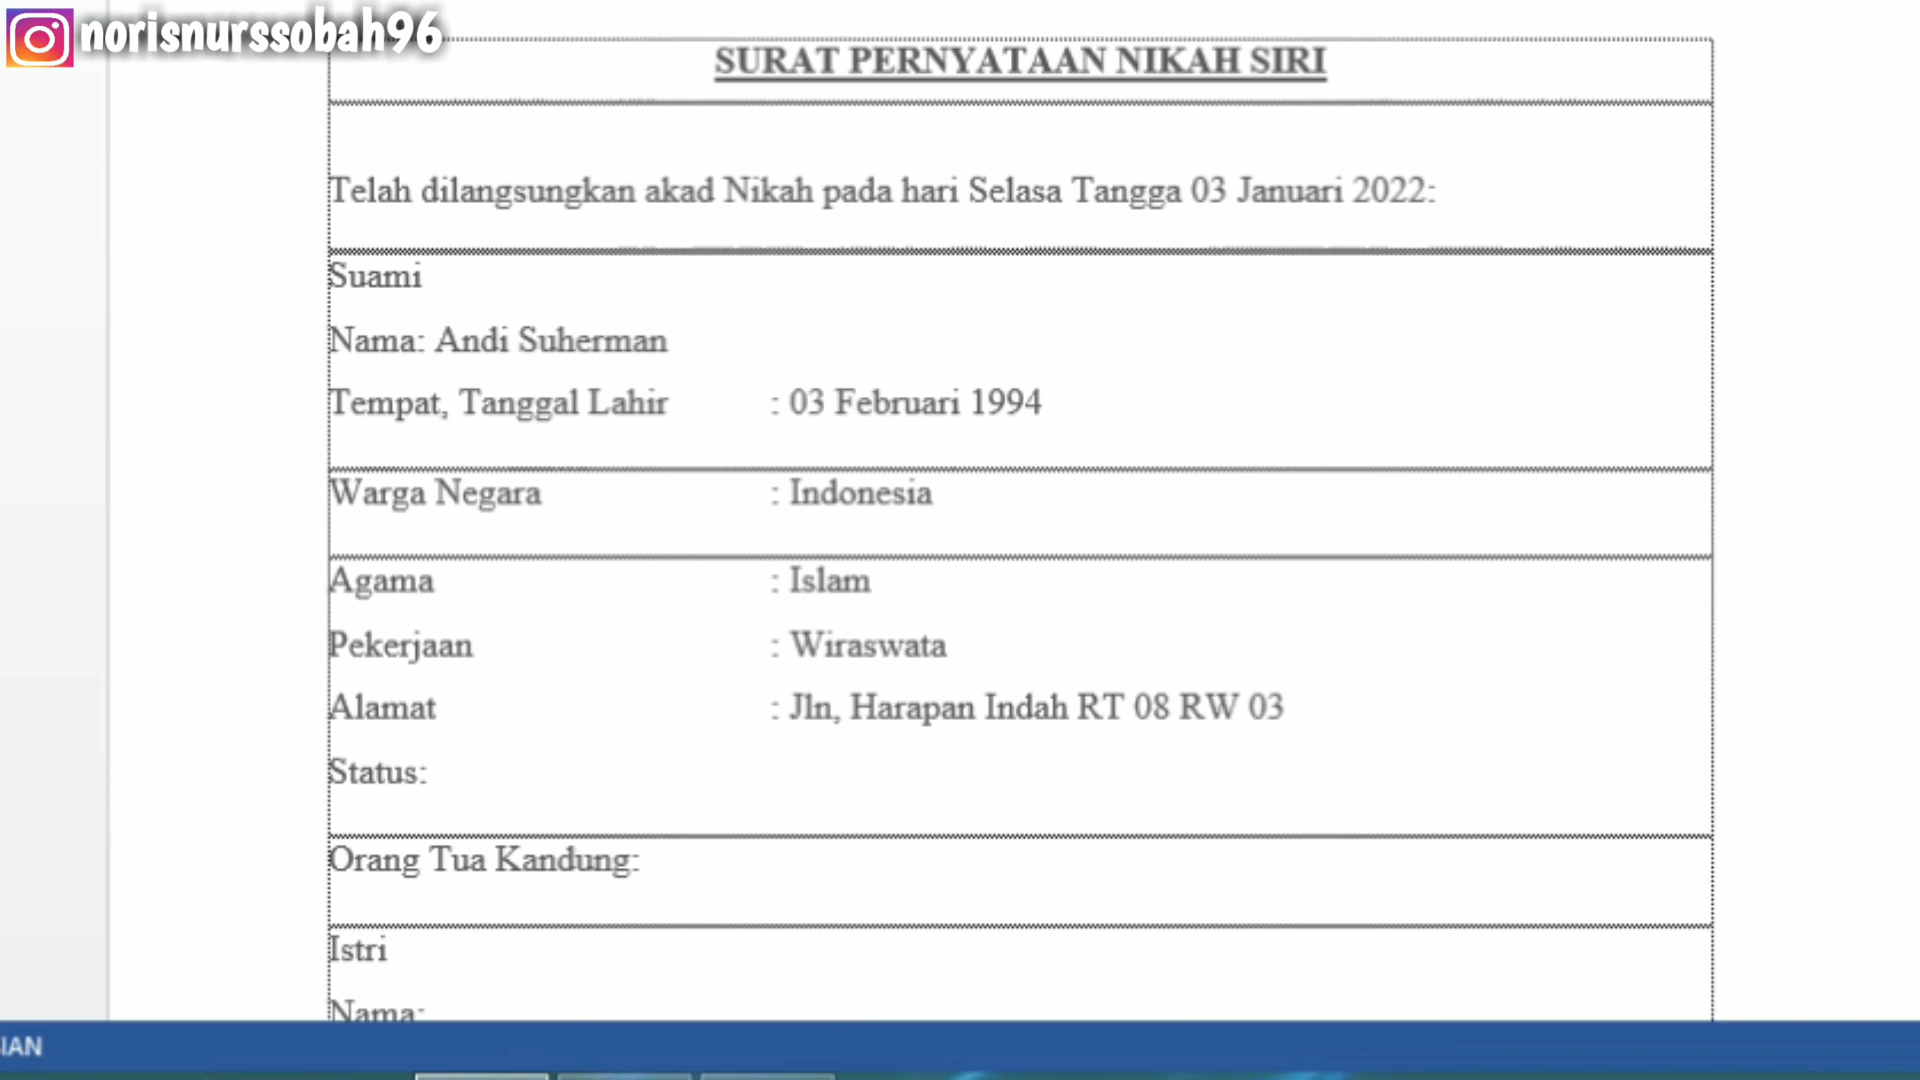 norisnurssobah96
SURAT PERNYATAAN NIKAH SIRI
Telah dilangsungkan akad Nikah pada hari Selasa Tangga 03 Januari 2022:
Suami
Nama: Andi Suherman
Tempat, Tanggal Lahir : 03 Februari 1994
Warga Negara : Indonesia
Agama : Islam
Pekerjaan : Wiraswata
Alamat : Jln, Harapan Indah RT 08 RW 03
Status:
Orang Tua Kandung:
Istri
Nama:
IAN